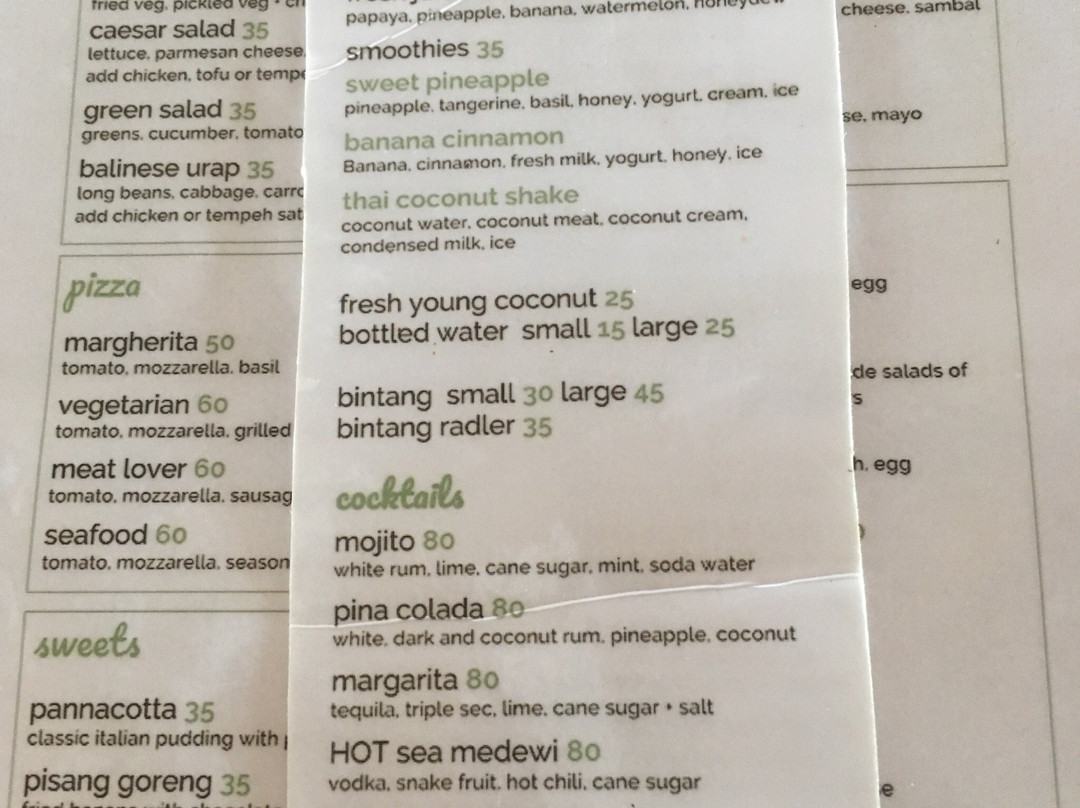 fried veg, pickled veg
caesar salad 35
lettuce, parmesan cheese,
add chicken, tofu or tempe
green salad 35
greens, cucumber, tomato
balinese urap 35
long beans, cabbage, carro
add chicken or tempeh sat
pizza
margherita 50
tomato, mozzarella, basil
vegetarian 60
tomato, mozzarella, grilled
meat lover 60
tomato, mozzarella, sausag
seafood 60
tomato, mozzarella, season
sweets
pannacotta 35
classic italian pudding with
pisang goreng 35
papaya, pineapple, banana, watermelon, honeydew
smoothies 35
sweet pineapple
pineapple, tangerine, basil, honey, yogurt, cream, ice
banana cinnamon
Banana, cinnamon, fresh milk, yogurt, honey, ice
thai coconut shake
coconut water, coconut meat, coconut cream,
condensed milk, ice
fresh young coconut 25
bottled water small 15 large 25
bintang small 30 large 45
bintang radler 35
cocktails
mojito 80
white rum, lime, cane sugar, mint, soda water
pina colada 80
white, dark and coconut rum, pineapple, coconut
margarita 80
tequila, triple sec, lime, cane sugar • salt
HOT sea medewi 80
vodka, snake fruit, hot chili, cane sugar
cheese, sambal
se, mayo
egg
de salads of
s
h, egg
e